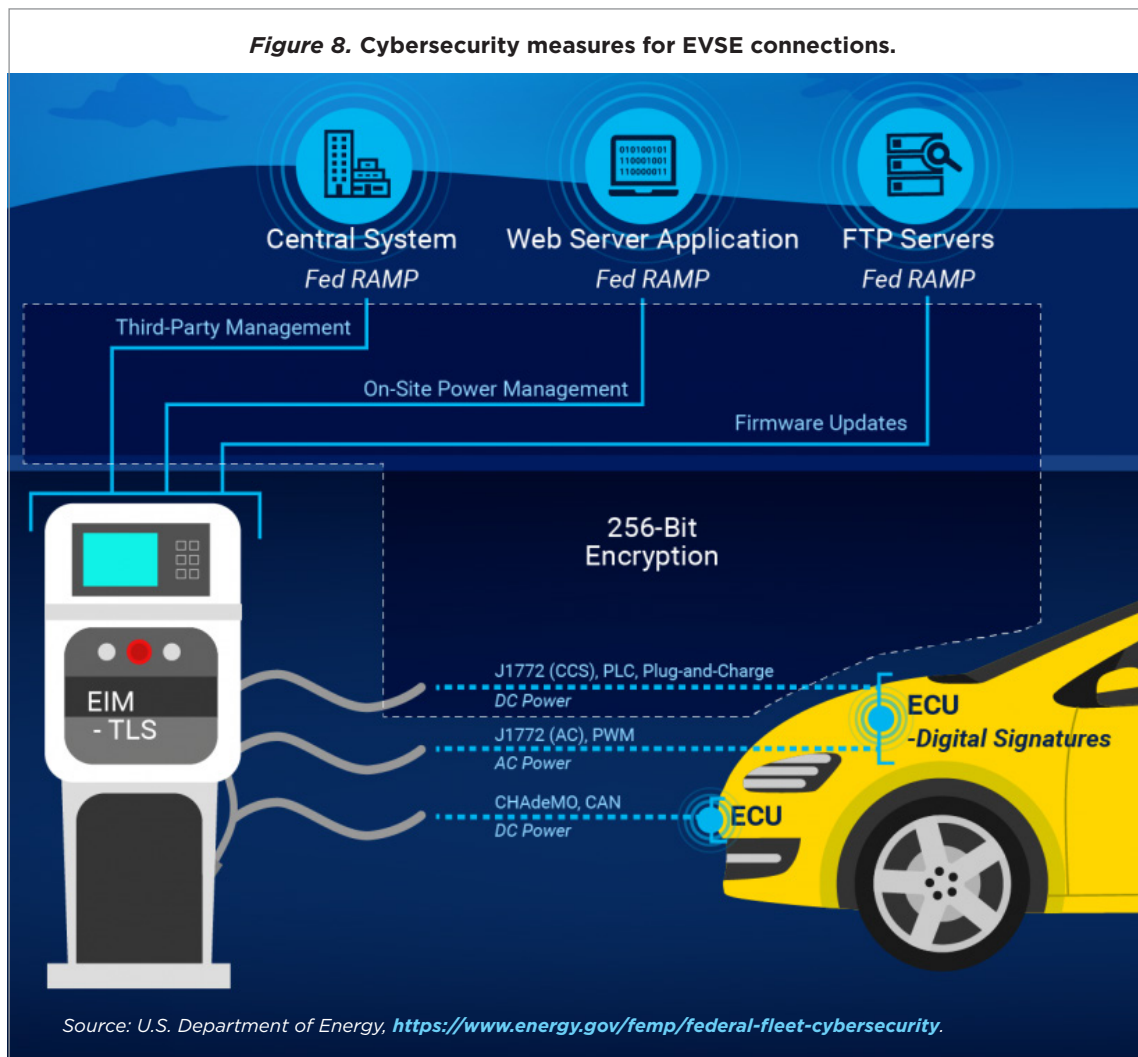 Figure 8. Cybersecurity measures for EVSE connections.
010100101
110001001
110000011
Central System
Fed RAMP
Web Server Application
Fed RAMP
FTP Servers
Fed RAMP
Third-Party Management
On-Site Power Management
Firmware Updates
256-Bit
Encryption
EIM
- TLS
J1772 (CCS), PLC, Plug-and-Charge
DC Power
J1772 (AC), PWM
AC Power
CHAdeMO, CAN
DC Power
ECU
-Digital Signatures
ECU
Source: U.S. Department of Energy, https://www.energy.gov/femp/federal-fleet-cybersecurity.